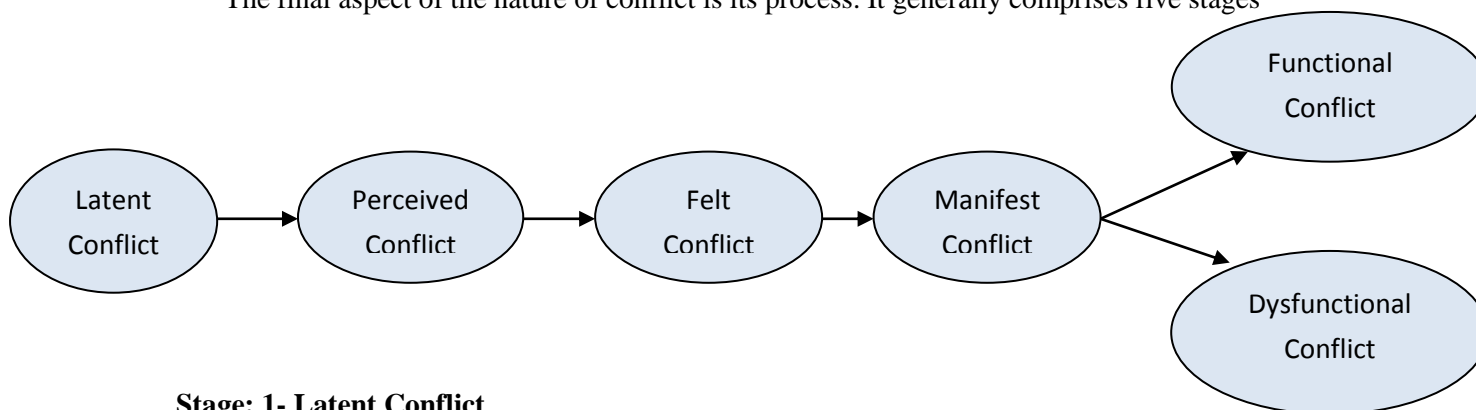 The final aspect of the nature of conflict is its process. It generally comprises five stages
Functional
Conflict
Latent
Conflict
Perceived
Conflict
Felt
Conflict
Manifest
Conflict
Dysfunctional
Conflict
Stage: 1- Latent Conflict